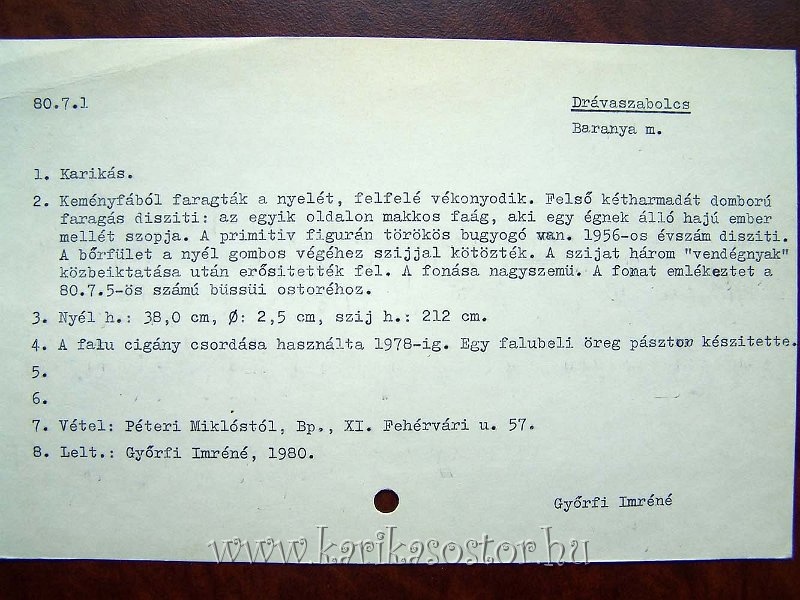 80.7.1
Drávaszabolcs
Baranya m.
1. Karikás.
2. Keményfából faragták a nyelét, felfelé vékonyodik. Felső kétharmadát domború
faragás disziti: az egyik oldalon makkos faág, aki egy égnek álló hajú ember
mellét szopja. A primitiv figurán törökös bugyogó van. 1956-os évszám disziti.
A bőrfület a nyél gombos végéhez szijjal kötözték. A szijat három "vendégnyak"
közbeiktatása után erősitették fel. A fonása nagyszemü. A fonat emlékeztet a
80.7.5-ös számú büssüi ostoréhoz.
3. Nyél h.: 38,0 cm, Ø: 2,5 cm, szij h.: 212 cm.
4. A falu cigány csordása használta 1978-ig. Egy falubeli öreg pásztor készitette.
5.
6.
7. Vétel: Péteri Miklóstól, Bp., XI. Fehérvári u. 57.
8. Lelt.: Győrfi Imréné, 1980.
Győrfi Imréné
www.karikasostor.hu